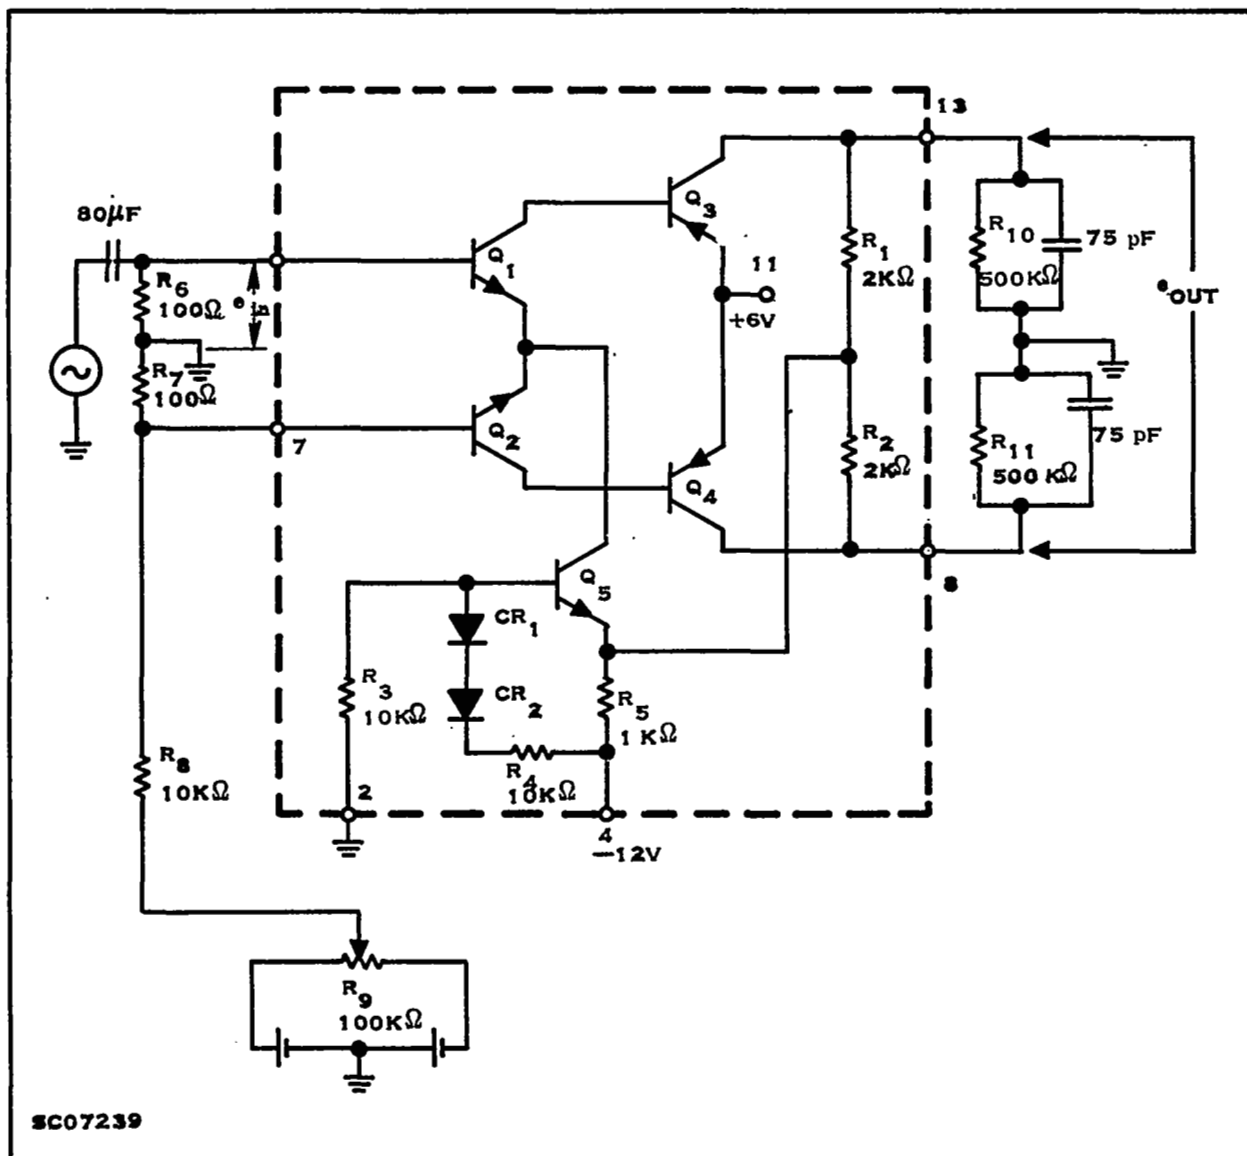 13
80µF
Q3
R6
100Ω
e in
Q1
11
+6V
R1
2KΩ
R10
500KΩ
75 pF
eOUT
R7
100Ω
7
Q2
Q4
R2
2KΩ
R11
500 KΩ
75 pF
Q5
8
CR1
R3
10KΩ
CR2
R5
1 KΩ
R8
10KΩ
2
R4
10KΩ
4
−12V
R9
100KΩ
SC07239